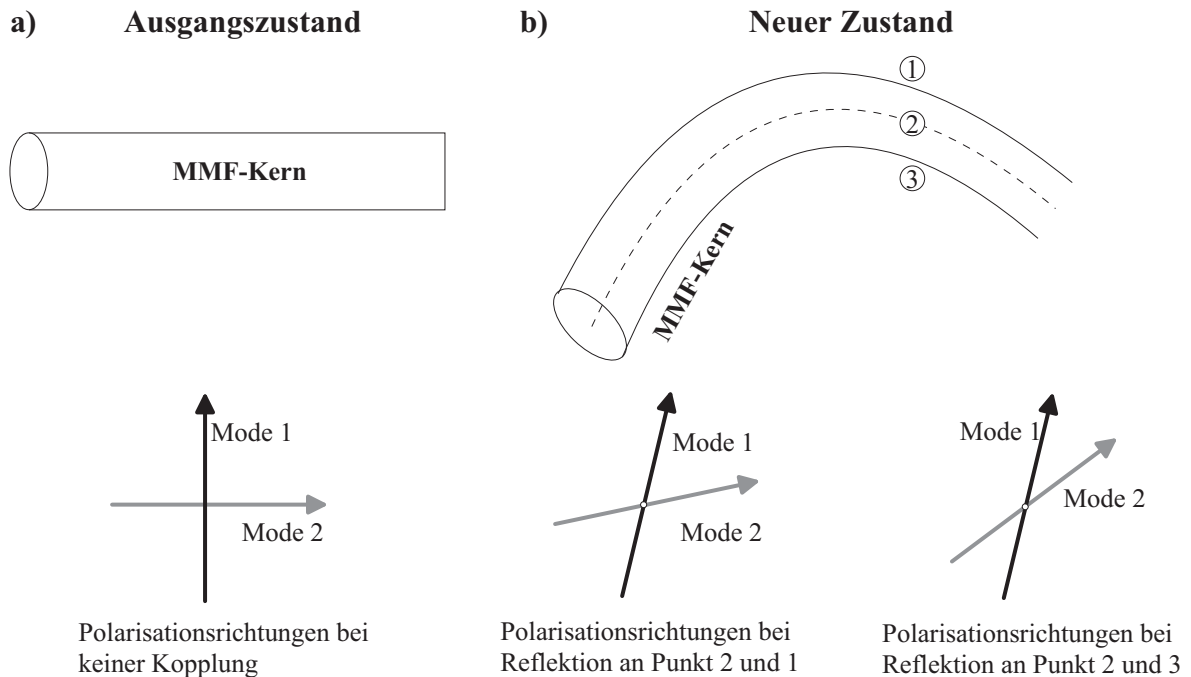 a) Ausgangszustand
b) Neuer Zustand
MMF-Kern
1
2
3
MMF-Kern
Mode 1
Mode 2
Polarisationsrichtungen bei
keiner Kopplung
Mode 1
Mode 2
Polarisationsrichtungen bei
Reflektion an Punkt 2 und 1
Mode 1
Mode 2
Polarisationsrichtungen bei
Reflektion an Punkt 2 und 3